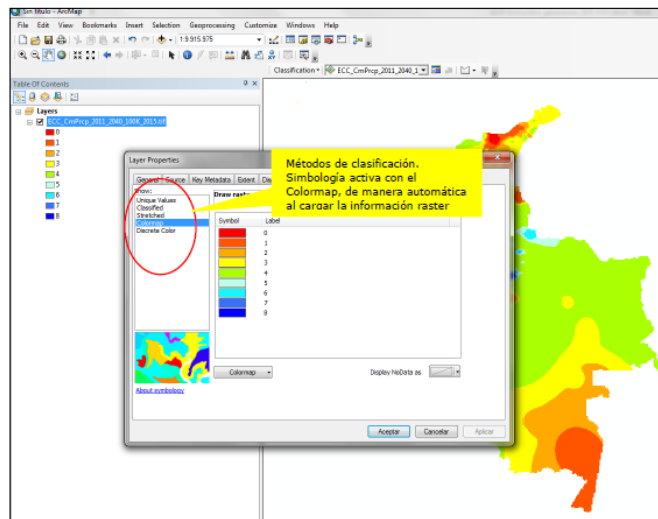 Sin título - ArcMap
File Edit View Bookmarks Insert Selection Geoprocessing Customize Windows Help
1:9.915.975
Classification ECC_CmPrcp_2011_2040_1
Table Of Contents
Layers
ECC_CmPrcp_2011_2040_100K_2015.tif
0
1
2
3
4
5
6
7
8
Layer Properties
General Source Key Metadata Extent
Show:
Unique Values
Classified
Stretched
Colormap
Discrete Color
Draw
Symbol Label
0
1
2
3
4
5
6
7
8
Métodos de clasificación.
Simbología activa con el
Colormap, de manera automática
al cargar la información raster
Colormap
Display NoData as
About symbology
Aceptar Cancelar Aplicar